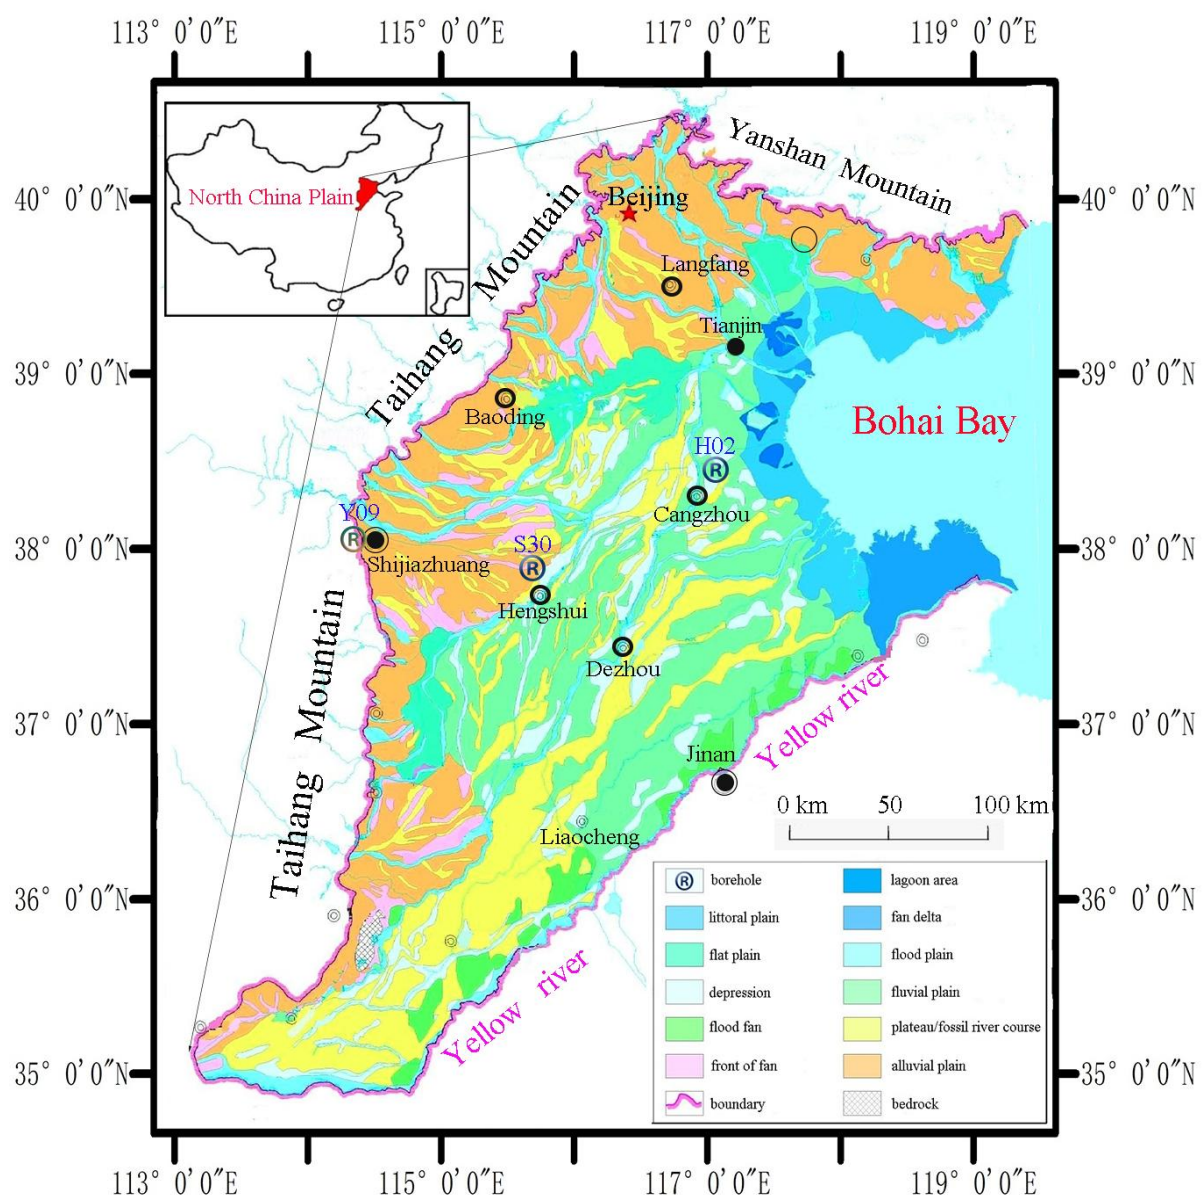 113° 0′0″E 115° 0′0″E 117° 0′0″E 119° 0′0″E
Yanshan Mountain
North China Plain
40° 0′0″N 40° 0′0″N
Beijing
Taihang Mountain
Langfang
Tianjin
39° 0′0″N 39° 0′0″N
Baoding
Bohai Bay
H02
Cangzhou
Y09
S30
38° 0′0″N 38° 0′0″N
Shijiazhuang
Hengshui
Dezhou
Taihang Mountain
37° 0′0″N 37° 0′0″N
Yellow river
Jinan
0 km 50 100 km
Liaocheng
36° 0′0″N 36° 0′0″N
Yellow river
35° 0′0″N 35° 0′0″N
R borehole
littoral plain
flat plain
depression
flood fan
front of fan
boundary
lagoon area
fan delta
flood plain
fluvial plain
plateau/fossil river course
alluvial plain
bedrock
113° 0′0″E 115° 0′0″E 117° 0′0″E 119° 0′0″E